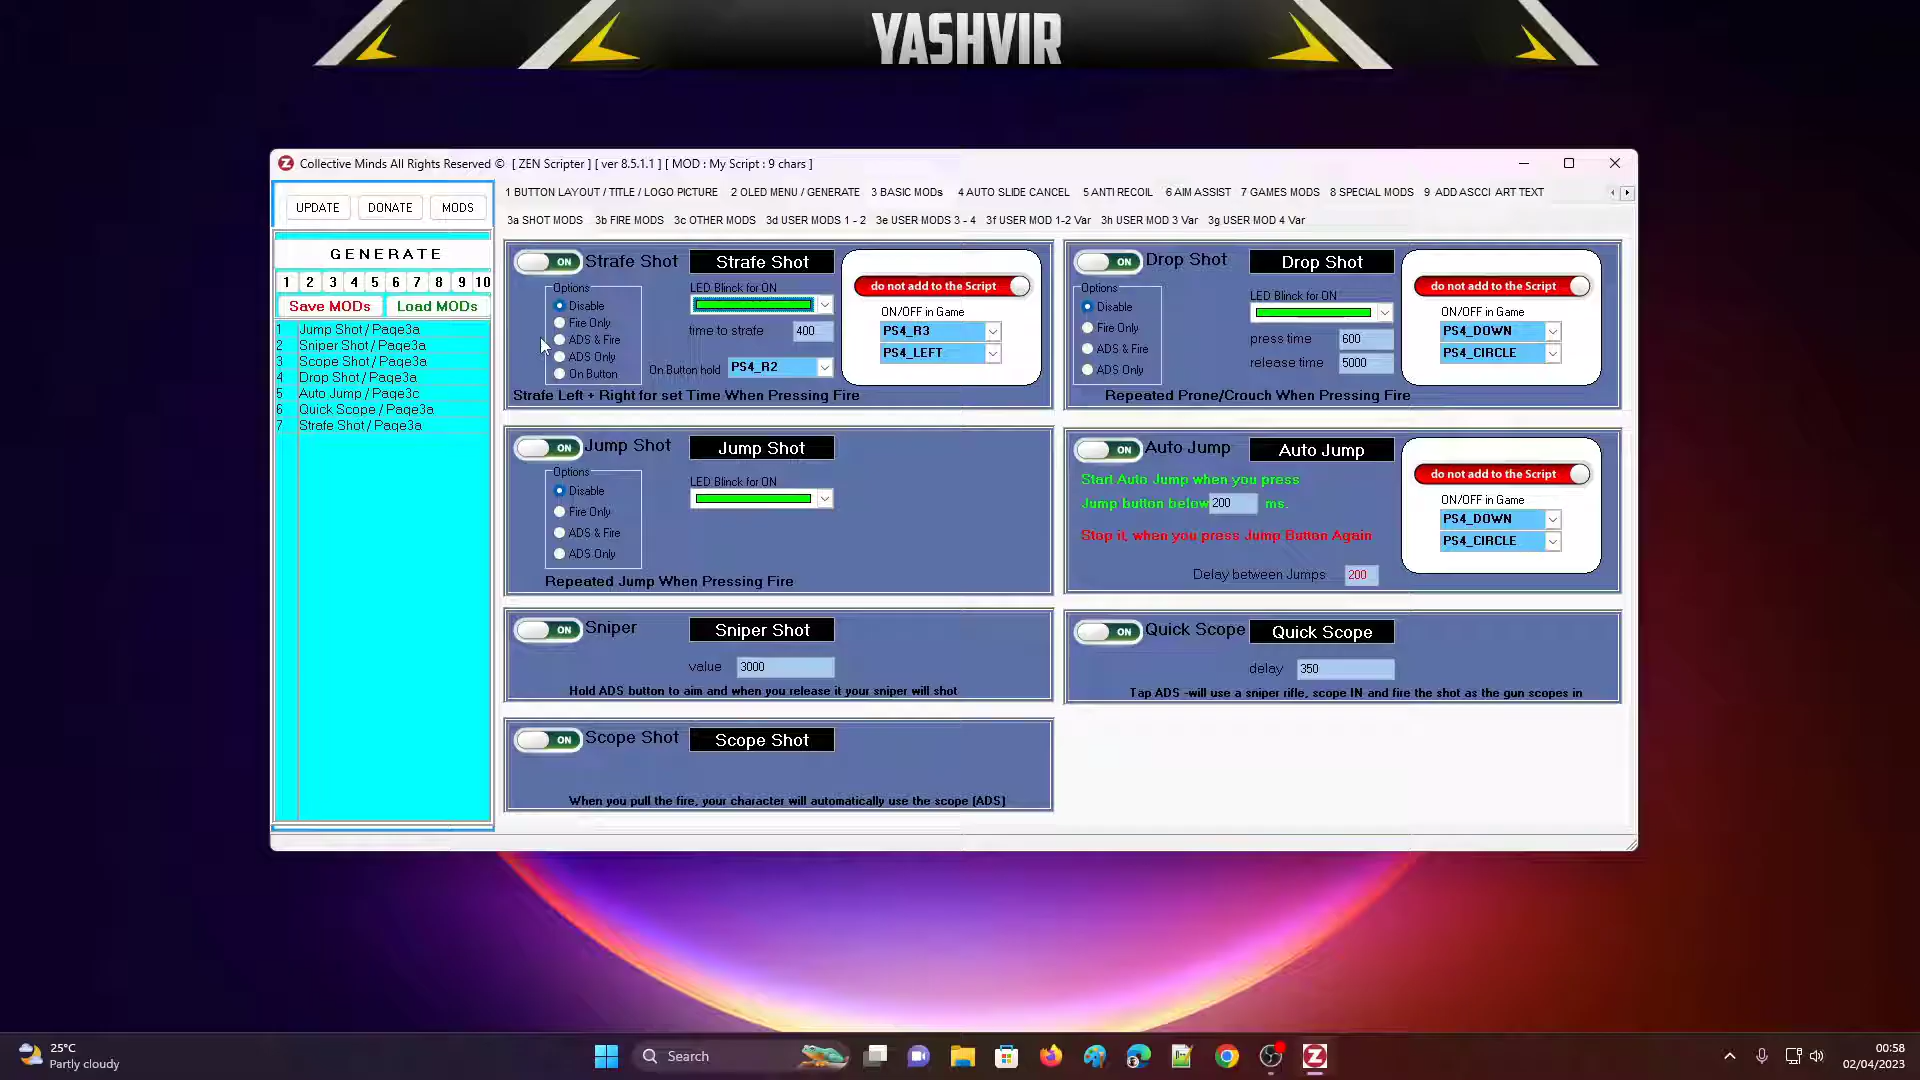 YASHVIR
Collective Minds All Rights Reserved © [ ZEN Scripter ] [ ver 8.5.1.1 ] [ MOD : My Script : 9 chars ]
UPDATE DONATE MODS
1 BUTTON LAYOUT / TITLE / LOGO PICTURE 2 OLED MENU / GENERATE 3 BASIC MODs 4 AUTO SLIDE CANCEL 5 ANTI RECOIL 6 AIM ASSIST 7 GAMES MODS 8 SPECIAL MODS 9 ADD ASCCI ART TEXT
3a SHOT MODS 3b FIRE MODS 3c OTHER MODS 3d USER MODS 1 - 2 3e USER MODS 3 - 4 3f USER MOD 1-2 Var 3h USER MOD 3 Var 3g USER MOD 4 Var
GENERATE
1 2 3 4 5 6 7 8 9 10
Save MODs Load MODs
1 Jump Shot / Page3a
2 Sniper Shot / Page3a
3 Scope Shot / Page3a
4 Drop Shot / Page3a
5 Auto Jump / Page3c
6 Quick Scope / Page3a
7 Strafe Shot / Page3a
ON Strafe Shot
Strafe Shot
Options
Disable
Fire Only
ADS & Fire
ADS Only
On Button
LED Blinck for ON
time to strafe 400
On Button hold PS4_R2
do not add to the Script
ON/OFF in Game
PS4_R3
PS4_LEFT
Strafe Left + Right for set Time When Pressing Fire
ON Drop Shot
Drop Shot
Options
Disable
Fire Only
ADS & Fire
ADS Only
LED Blinck for ON
press time 600
release time 5000
do not add to the Script
ON/OFF in Game
PS4_DOWN
PS4_CIRCLE
Repeated Prone/Crouch When Pressing Fire
ON Jump Shot
Jump Shot
Options
Disable
Fire Only
ADS & Fire
ADS Only
LED Blinck for ON
Repeated Jump When Pressing Fire
ON Auto Jump
Auto Jump
Start Auto Jump when you press
Jump button below 200 ms.
Stop it, when you press Jump Button Again
Delay between Jumps 200
do not add to the Script
ON/OFF in Game
PS4_DOWN
PS4_CIRCLE
ON Sniper
Sniper Shot
value 3000
Hold ADS button to aim and when you release it your sniper will shot
ON Quick Scope
Quick Scope
delay 350
Tap ADS -will use a sniper rifle, scope IN and fire the shot as the gun scopes in
ON Scope Shot
Scope Shot
When you pull the fire, your character will automatically use the scope (ADS)
25°C
Partly cloudy
Search
00:58
02/04/2023